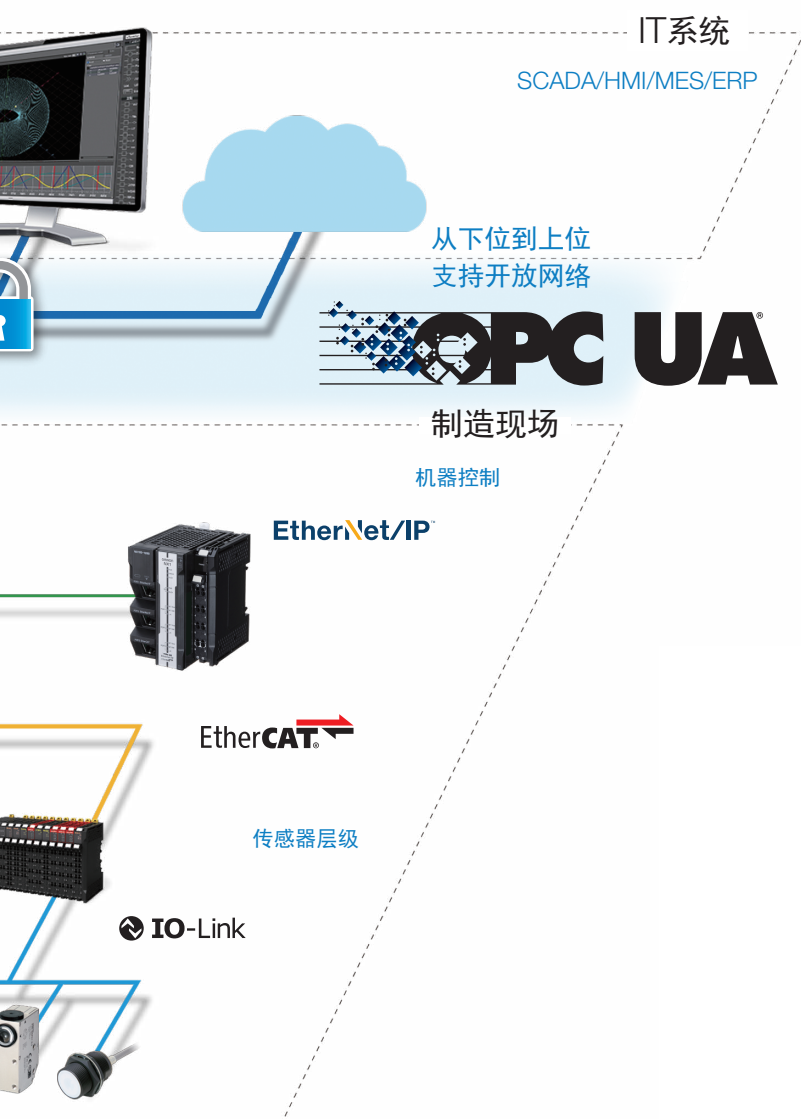 IT系统
SCADA/HMI/MES/ERP
从下位到上位
支持开放网络
OPC UA®
制造现场
机器控制
EtherNet/IP™
EtherCAT®
传感器层级
IO-Link